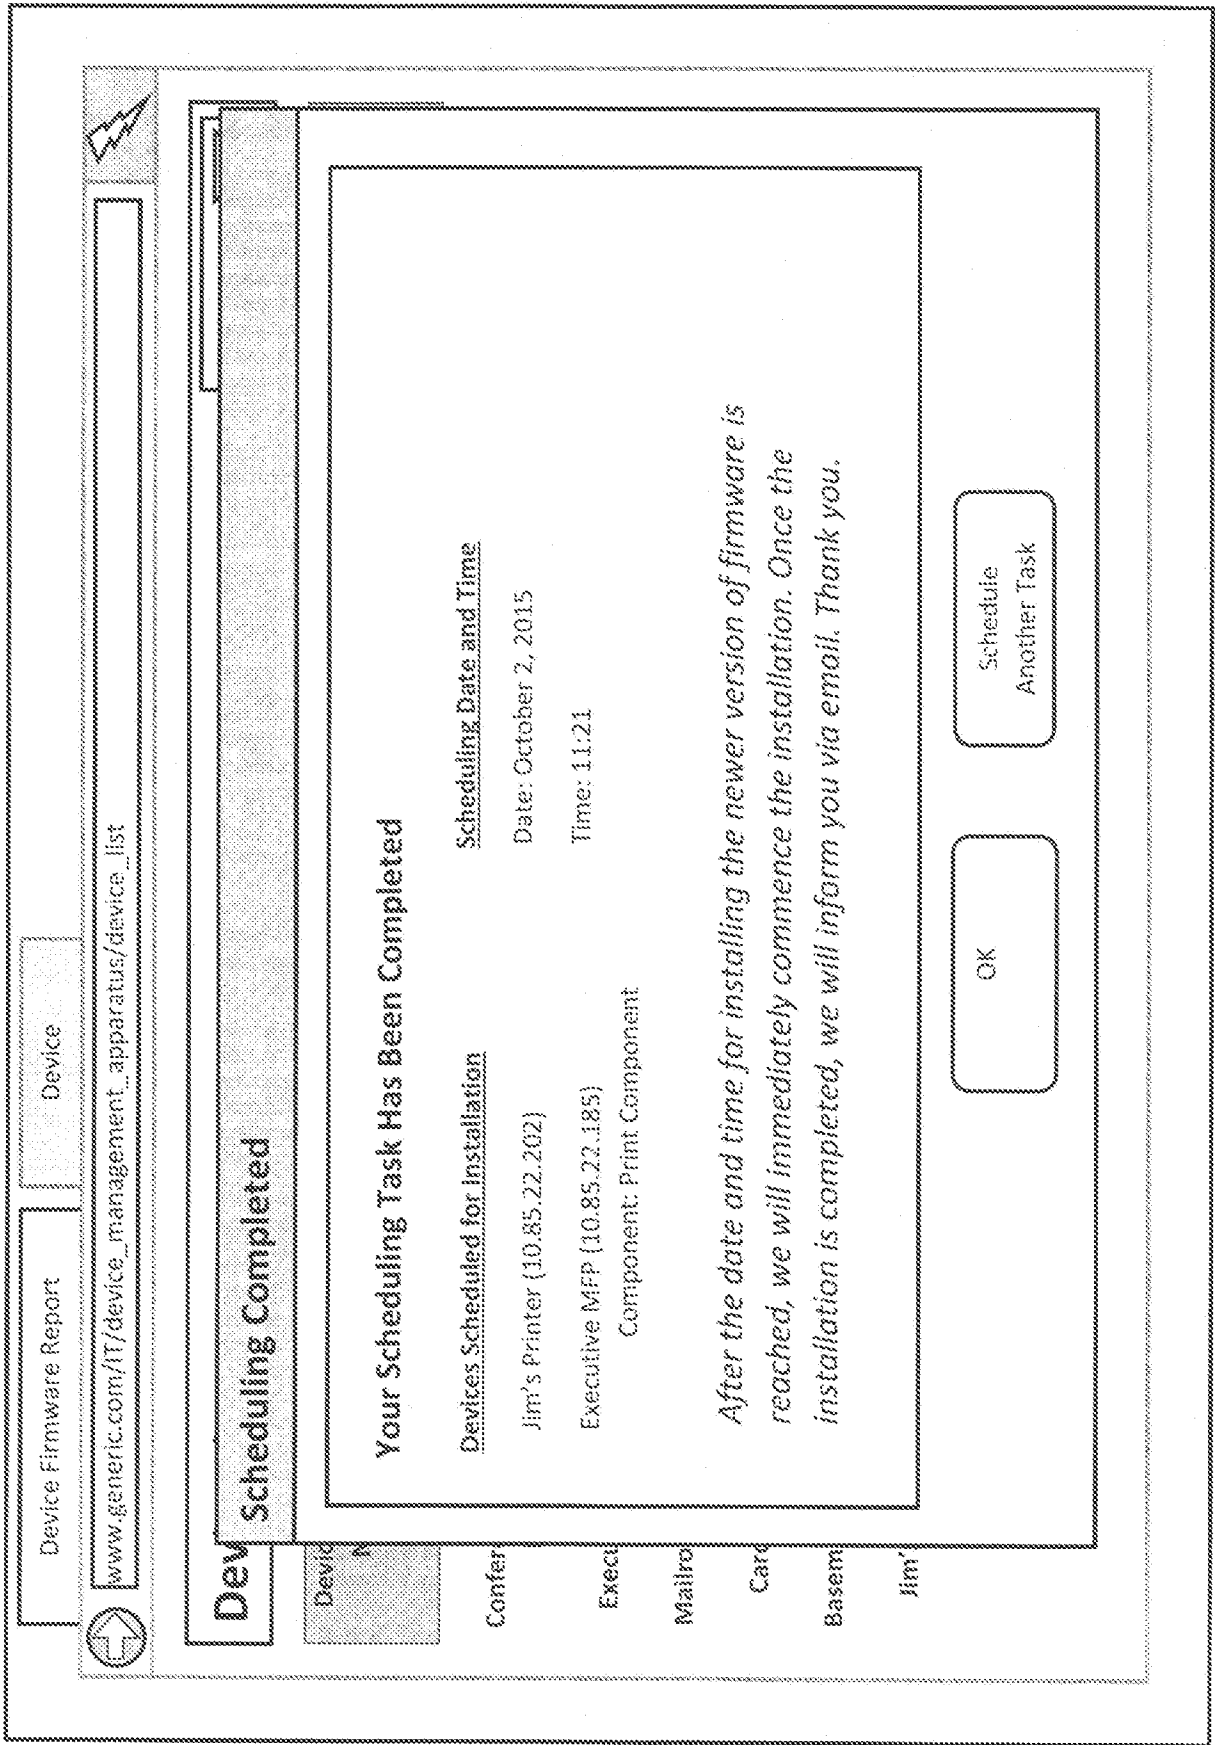 Device Firmware Report
Device
www.generic.com/IT/device_management_apparatus/device_list
Dev
Scheduling Completed
Devic
N
Confer
Execu
Mailro
Card
Basem
Jim'
Your Scheduling Task Has Been Completed
Devices Scheduled for Installation
Scheduling Date and Time
Jim's Printer (10.85.22.202)
Date: October 2, 2015
Executive MFP (10.85.22.185)
Time: 11:21
Component: Print Component
After the date and time for installing the newer version of firmware is
reached, we will immediately commence the installation. Once the
installation is completed, we will inform you via email. Thank you.
OK
Schedule
Another Task